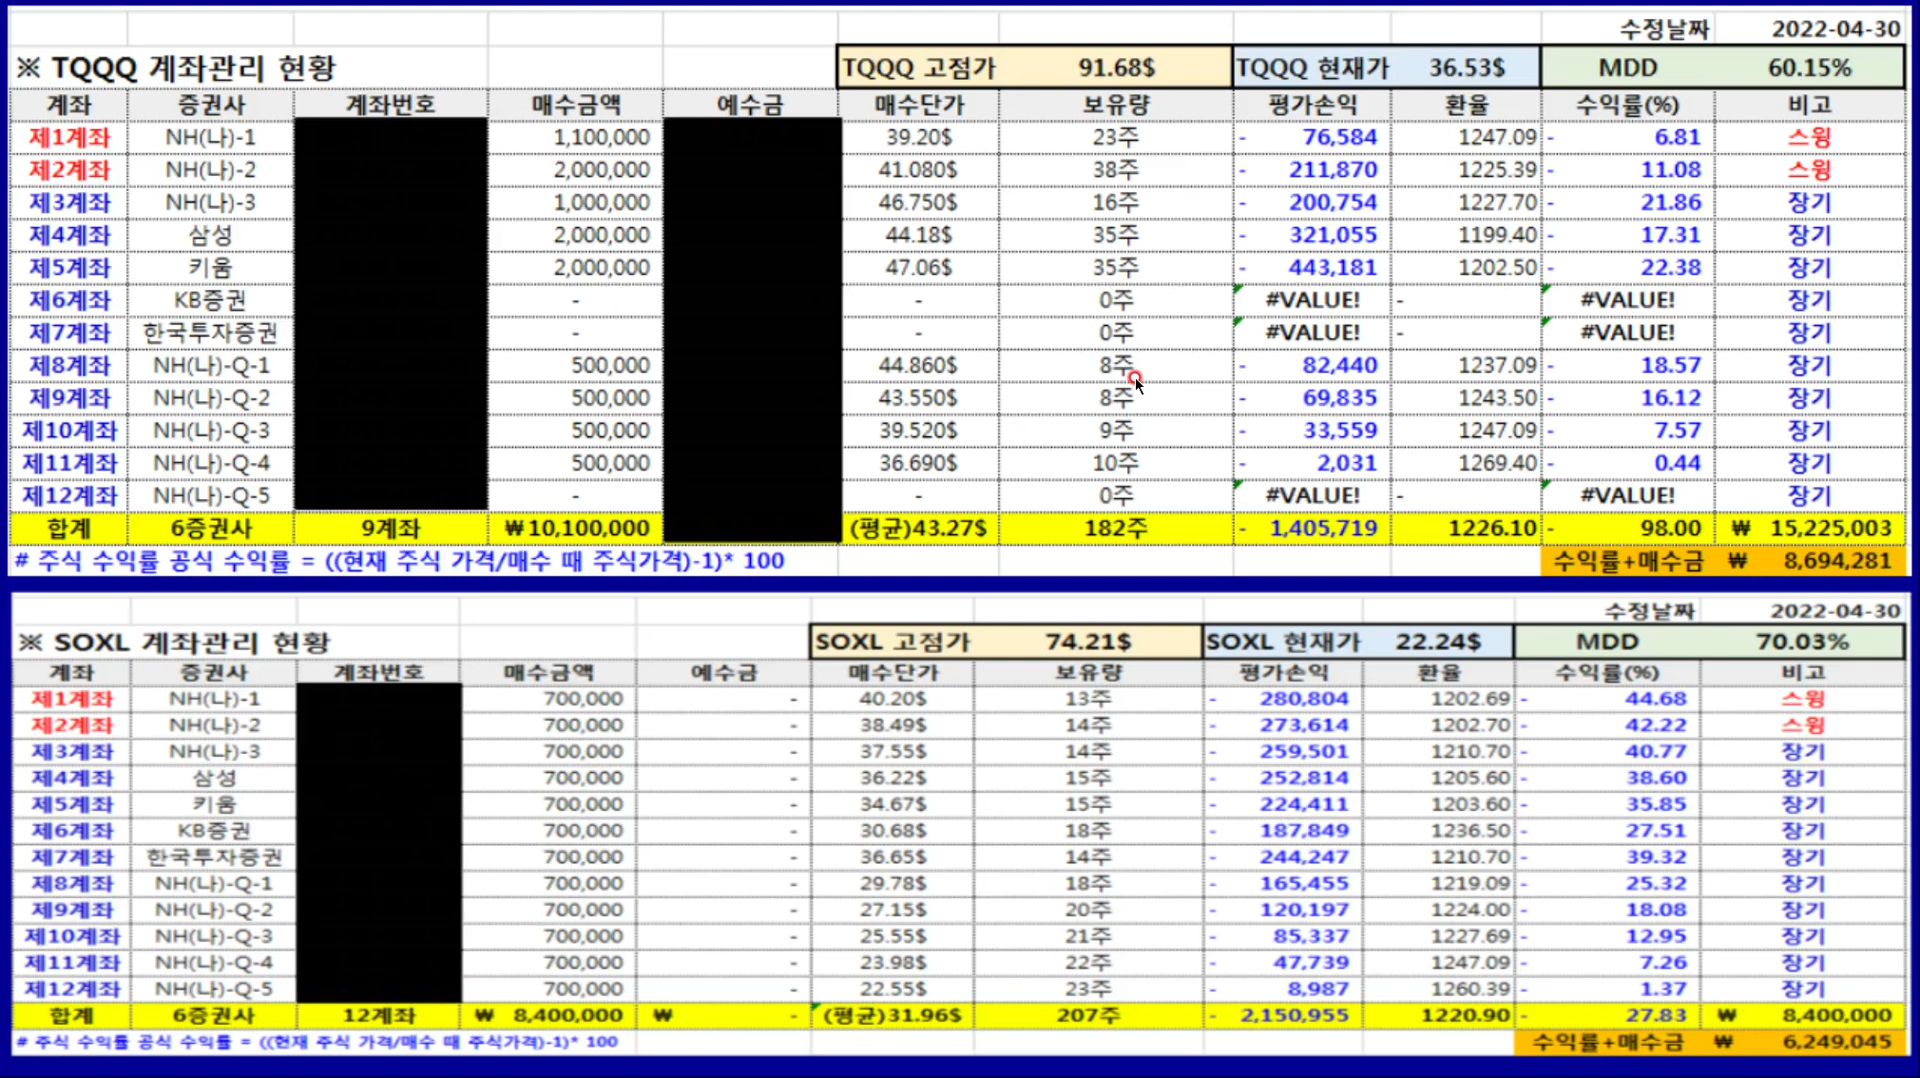 수정날짜 2022-04-30
※ TQQQ 계좌관리 현황 TQQQ 고점가 91.68$ TQQQ 현재가 36.53$ MDD 60.15%
계좌 증권사 계좌번호 매수금액 예수금 매수단가 보유량 평가손익 환율 수익률(%) 비고
제1계좌 NH(나)-1 1,100,000 39.20$ 23주 - 76,584 1247.09 - 6.81 스윙
제2계좌 NH(나)-2 2,000,000 41.080$ 38주 - 211,870 1225.39 - 11.08 스윙
제3계좌 NH(나)-3 1,000,000 46.750$ 16주 - 200,754 1227.70 - 21.86 장기
제4계좌 삼성 2,000,000 44.18$ 35주 - 321,055 1199.40 - 17.31 장기
제5계좌 키움 2,000,000 47.06$ 35주 - 443,181 1202.50 - 22.38 장기
제6계좌 KB증권 - - 0주 #VALUE! - #VALUE! 장기
제7계좌 한국투자증권 - - 0주 #VALUE! - #VALUE! 장기
제8계좌 NH(나)-Q-1 500,000 44.860$ 8주 - 82,440 1237.09 - 18.57 장기
제9계좌 NH(나)-Q-2 500,000 43.550$ 8주 - 69,835 1243.50 - 16.12 장기
제10계좌 NH(나)-Q-3 500,000 39.520$ 9주 - 33,559 1247.09 - 7.57 장기
제11계좌 NH(나)-Q-4 500,000 36.690$ 10주 - 2,031 1269.40 - 0.44 장기
제12계좌 NH(나)-Q-5 - - 0주 #VALUE! - #VALUE! 장기
합계 6증권사 9계좌 ₩10,100,000 (평균)43.27$ 182주 - 1,405,719 1226.10 - 98.00 ₩ 15,225,003
# 주식 수익률 공식 수익률 = ((현재 주식 가격/매수 때 주식가격)-1)* 100 수익률+매수금 ₩ 8,694,281
수정날짜 2022-04-30
※ SOXL 계좌관리 현황 SOXL 고점가 74.21$ SOXL 현재가 22.24$ MDD 70.03%
계좌 증권사 계좌번호 매수금액 예수금 매수단가 보유량 평가손익 환율 수익률(%) 비고
제1계좌 NH(나)-1 700,000 - 40.20$ 13주 - 280,804 1202.69 - 44.68 스윙
제2계좌 NH(나)-2 700,000 - 38.49$ 14주 - 273,614 1202.70 - 42.22 스윙
제3계좌 NH(나)-3 700,000 - 37.55$ 14주 - 259,501 1210.70 - 40.77 장기
제4계좌 삼성 700,000 - 36.22$ 15주 - 252,814 1205.60 - 38.60 장기
제5계좌 키움 700,000 - 34.67$ 15주 - 224,411 1203.60 - 35.85 장기
제6계좌 KB증권 700,000 - 30.68$ 18주 - 187,849 1236.50 - 27.51 장기
제7계좌 한국투자증권 700,000 - 36.65$ 14주 - 244,247 1210.70 - 39.32 장기
제8계좌 NH(나)-Q-1 700,000 - 29.78$ 18주 - 165,455 1219.09 - 25.32 장기
제9계좌 NH(나)-Q-2 700,000 - 27.15$ 20주 - 120,197 1224.00 - 18.08 장기
제10계좌 NH(나)-Q-3 700,000 - 25.55$ 21주 - 85,337 1227.69 - 12.95 장기
제11계좌 NH(나)-Q-4 700,000 - 23.98$ 22주 - 47,739 1247.09 - 7.26 장기
제12계좌 NH(나)-Q-5 700,000 - 22.55$ 23주 - 8,987 1260.39 - 1.37 장기
합계 6증권사 12계좌 ₩ 8,400,000 ₩ - (평균)31.96$ 207주 - 2,150,955 1220.90 - 27.83 ₩ 8,400,000
# 주식 수익률 공식 수익률 = ((현재 주식 가격/매수 때 주식가격)-1)* 100 수익률+매수금 ₩ 6,249,045